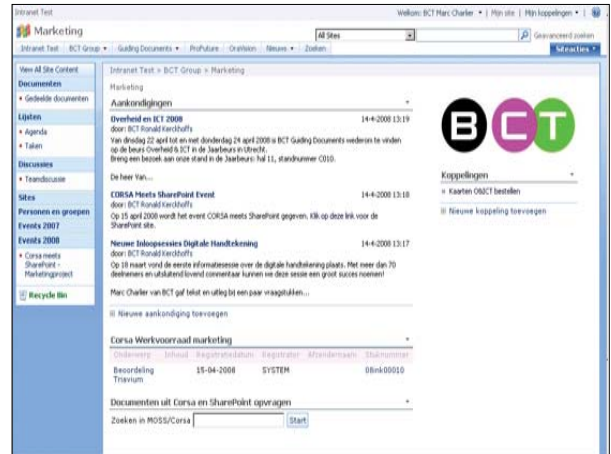 Intranet Test
Welkom: BCT Marc Charlier ▾ | Mijn site | Mijn koppelingen ▾ |
Marketing
All Sites
Geavanceerd zoeken
Intranet Test BCT Group ▾ Guiding Documents ▾ ProFuture OraVision Nieuws ▾ Zoeken
Siteacties ▾
View All Site Content
Documenten
Gedeelde documenten
Lijsten
Agenda
Taken
Discussies
Teamdiscussie
Sites
Personen en groepen
Events 2007
Events 2008
Corsa meets
SharePoint -
Marketingproject
Recycle Bin
Intranet Test > BCT Group > Marketing
Marketing
Aankondigingen
Overheid en ICT 2008 14-4-2008 13:19
door: BCT Ronald Kerckhoffs
Van dinsdag 22 april tot en met donderdag 24 april 2008 is BCT Guiding Documents wederom te vinden
op de beurs Overheid & ICT in de Jaarbeurs in Utrecht.
Breng een bezoek aan onze stand in de Jaarbeurs: hal 11, standnummer C010.
De heer Van...
CORSA Meets SharePoint Event 14-4-2008 13:18
door: BCT Ronald Kerckhoffs
Op 15 april 2008 wordt het event CORSA meets SharePoint gegeven. Klik op deze link voor de
SharePoint site.
Nieuwe Inloopsessies Digitale Handtekening 14-4-2008 13:17
door: BCT Ronald Kerckhoffs
Op 18 maart vond de eerste informatiesessie over de digitale handtekening plaats. Met meer dan 70
deelnemers en uitsluitend lovend commentaar kunnen we deze sessie een groot succes noemen!
Marc Charlier van BCT gaf tekst en uitleg bij een paar vraagstukken...
Nieuwe aankondiging toevoegen
Corsa Werkvoorraad marketing
Onderwerp Inhoud Registratiedatum Registrator Afzendernaam Stuknummer
Beoordeling 15-04-2008 SYSTEM 08ink00010
Trievium
Documenten uit Corsa en SharePoint opvragen
Zoeken in MOSS/Corsa Start
BCT
Koppelingen
Kaarten O&ICT bestellen
Nieuwe koppeling toevoegen